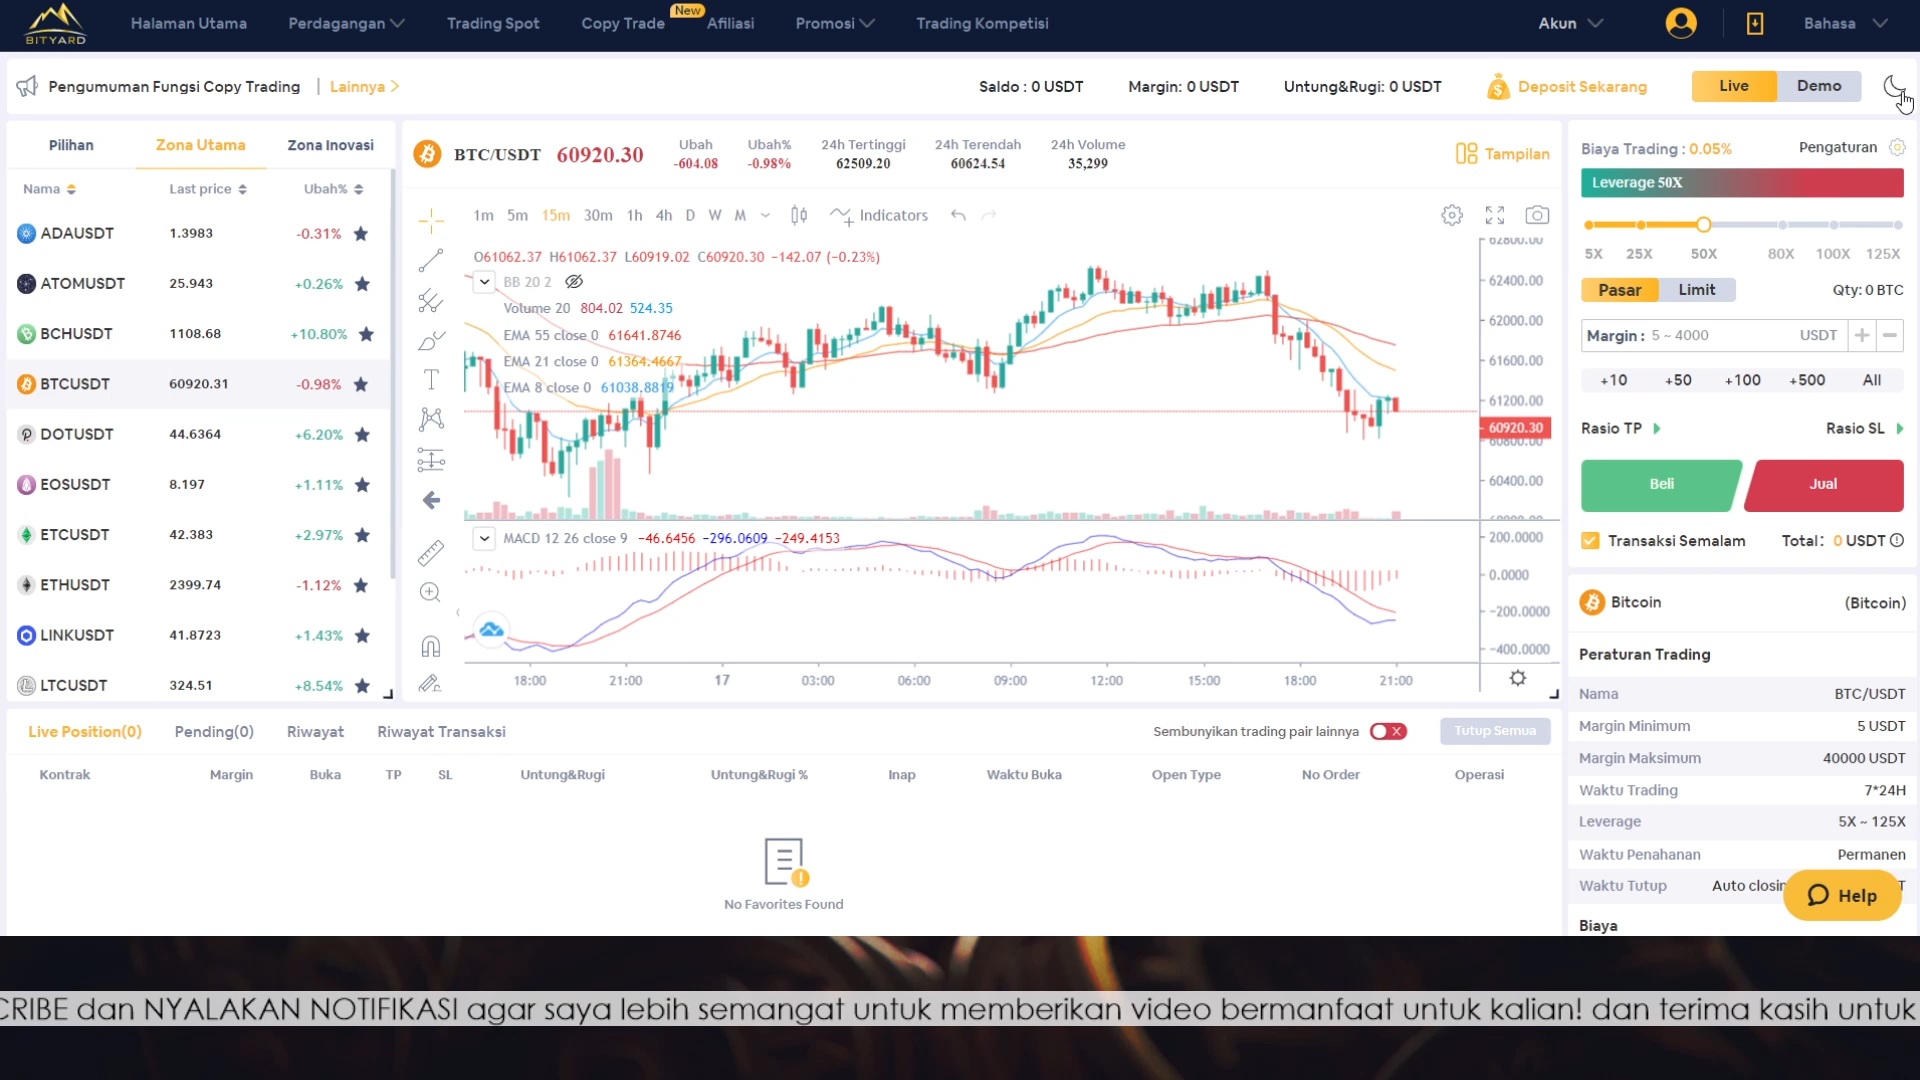 BITYARD
Halaman Utama
Perdagangan
Trading Spot
Copy Trade
New
Afiliasi
Promosi
Trading Kompetisi
Akun
Bahasa
Pengumuman Fungsi Copy Trading
Lainnya >
Saldo : 0 USDT
Margin: 0 USDT
Untung&Rugi: 0 USDT
Deposit Sekarang
Live
Demo
Pilihan
Zona Utama
Zona Inovasi
Nama
Last price
Ubah%
ADAUSDT 1.3983 -0.31%
ATOMUSDT 25.943 +0.26%
BCHUSDT 1108.68 +10.80%
BTCUSDT 60920.31 -0.98%
DOTUSDT 44.6364 +6.20%
EOSUSDT 8.197 +1.11%
ETCUSDT 42.383 +2.97%
ETHUSDT 2399.74 -1.12%
LINKUSDT 41.8723 +1.43%
LTCUSDT 324.51 +8.54%
BTC/USDT 60920.30
Ubah
-604.08
Ubah%
-0.98%
24h Tertinggi
62509.20
24h Terendah
60624.54
24h Volume
35,299
Tampilan
1m 5m 15m 30m 1h 4h D W M
Indicators
O61062.37 H61062.37 L60919.02 C60920.30 −142.07 (−0.23%)
BB 20 2
Volume 20 804.02 524.35
EMA 55 close 0 61641.8746
EMA 21 close 0 61364.4667
EMA 8 close 0 61038.8819
62800.00
62400.00
62000.00
61600.00
61200.00
60920.30
60800.00
60400.00
MACD 12 26 close 9 −46.6456 −296.0609 −249.4153
200.0000
0.0000
−200.0000
−400.0000
18:00 21:00 17 03:00 06:00 09:00 12:00 15:00 18:00 21:00
Biaya Trading : 0.05%
Pengaturan
Leverage 50X
5X 25X 50X 80X 100X 125X
Pasar
Limit
Qty: 0 BTC
Margin : 5 ~ 4000 USDT
+10 +50 +100 +500 All
Rasio TP
Rasio SL
Beli
Jual
Transaksi Semalam
Total: 0 USDT
Bitcoin
(Bitcoin)
Peraturan Trading
Nama BTC/USDT
Margin Minimum 5 USDT
Margin Maksimum 40000 USDT
Waktu Trading 7*24H
Leverage 5X ~ 125X
Waktu Penahanan Permanen
Waktu Tutup Auto closin T
Help
Biaya
Live Position(0)
Pending(0)
Riwayat
Riwayat Transaksi
Sembunyikan trading pair lainnya
Tutup Semua
Kontrak Margin Buka TP SL Untung&Rugi Untung&Rugi % Inap Waktu Buka Open Type No Order Operasi
No Favorites Found
CRIBE dan NYALAKAN NOTIFIKASI agar saya lebih semangat untuk memberikan video bermanfaat untuk kalian! dan terima kasih untuk